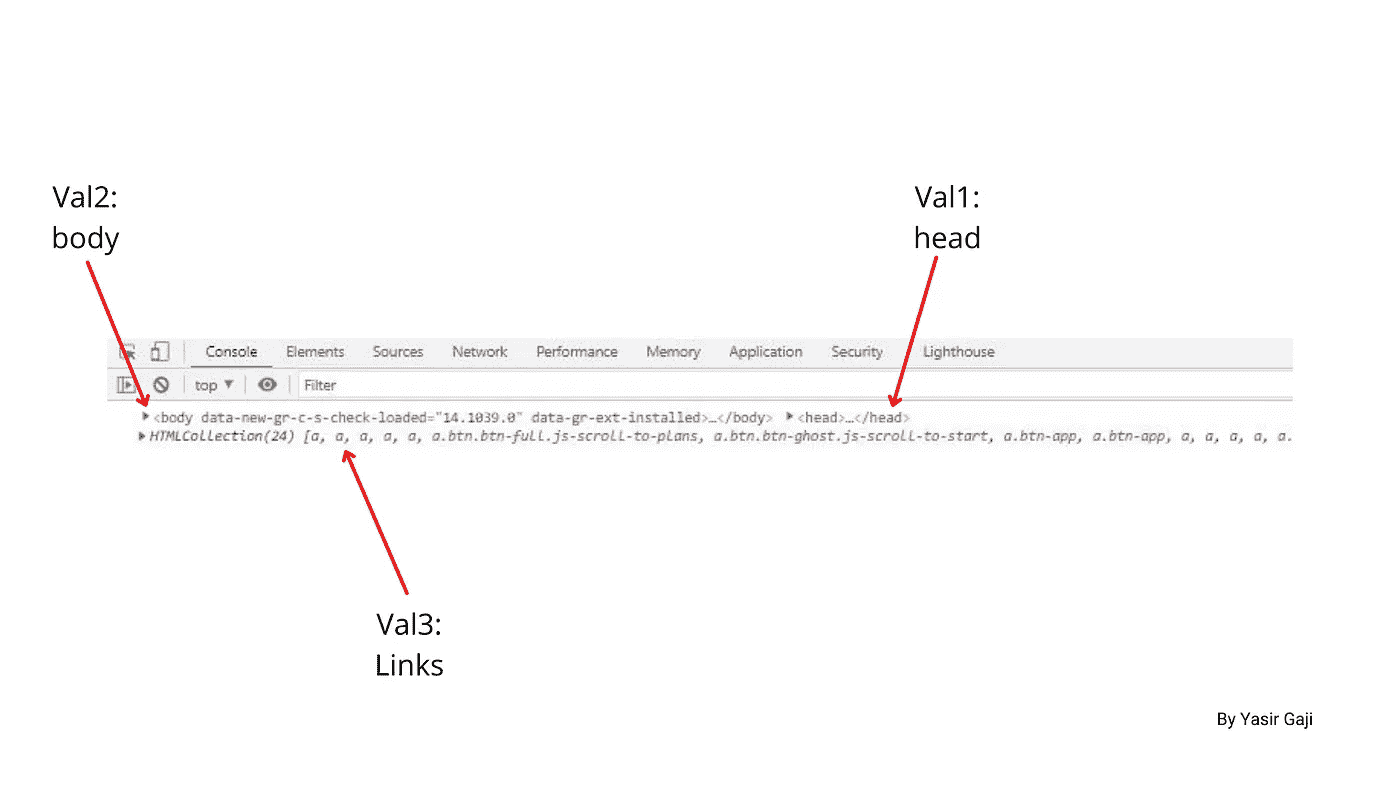 Val2:
body
Val1:
head
Console Elements Sources Network Performance Memory Application Security Lighthouse
top Filter
<body data-new-gr-c-s-check-loaded="14.1039.0" data-gr-ext-installed>…</body> <head>…</head>
HTMLCollection(24) [a, a, a, a, a, a.btn.btn-full.js-scroll-to-plans, a.btn.btn-ghost.js-scroll-to-start, a.btn-app, a.btn-app, a, a, a, a, a.
Val3:
Links
By Yasir Gaji